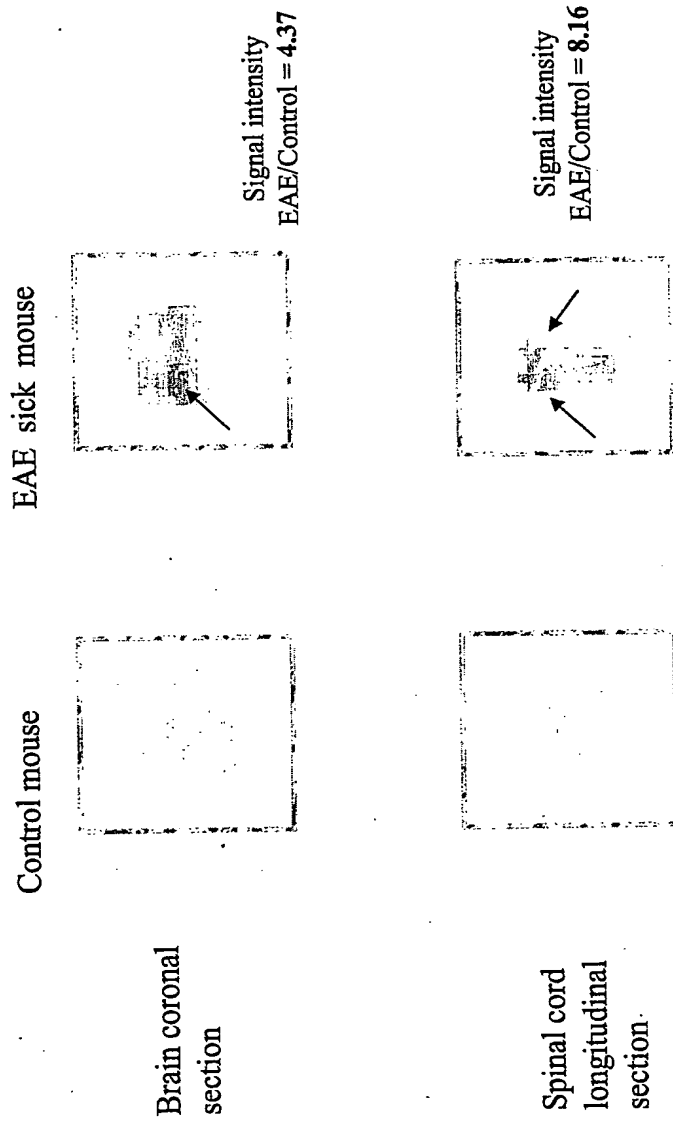 Control mouse
EAE sick mouse
Brain coronal
section
Signal intensity
EAE/Control = 4.37
Spinal cord
longitudinal
section
Signal intensity
EAE/Control = 8.16